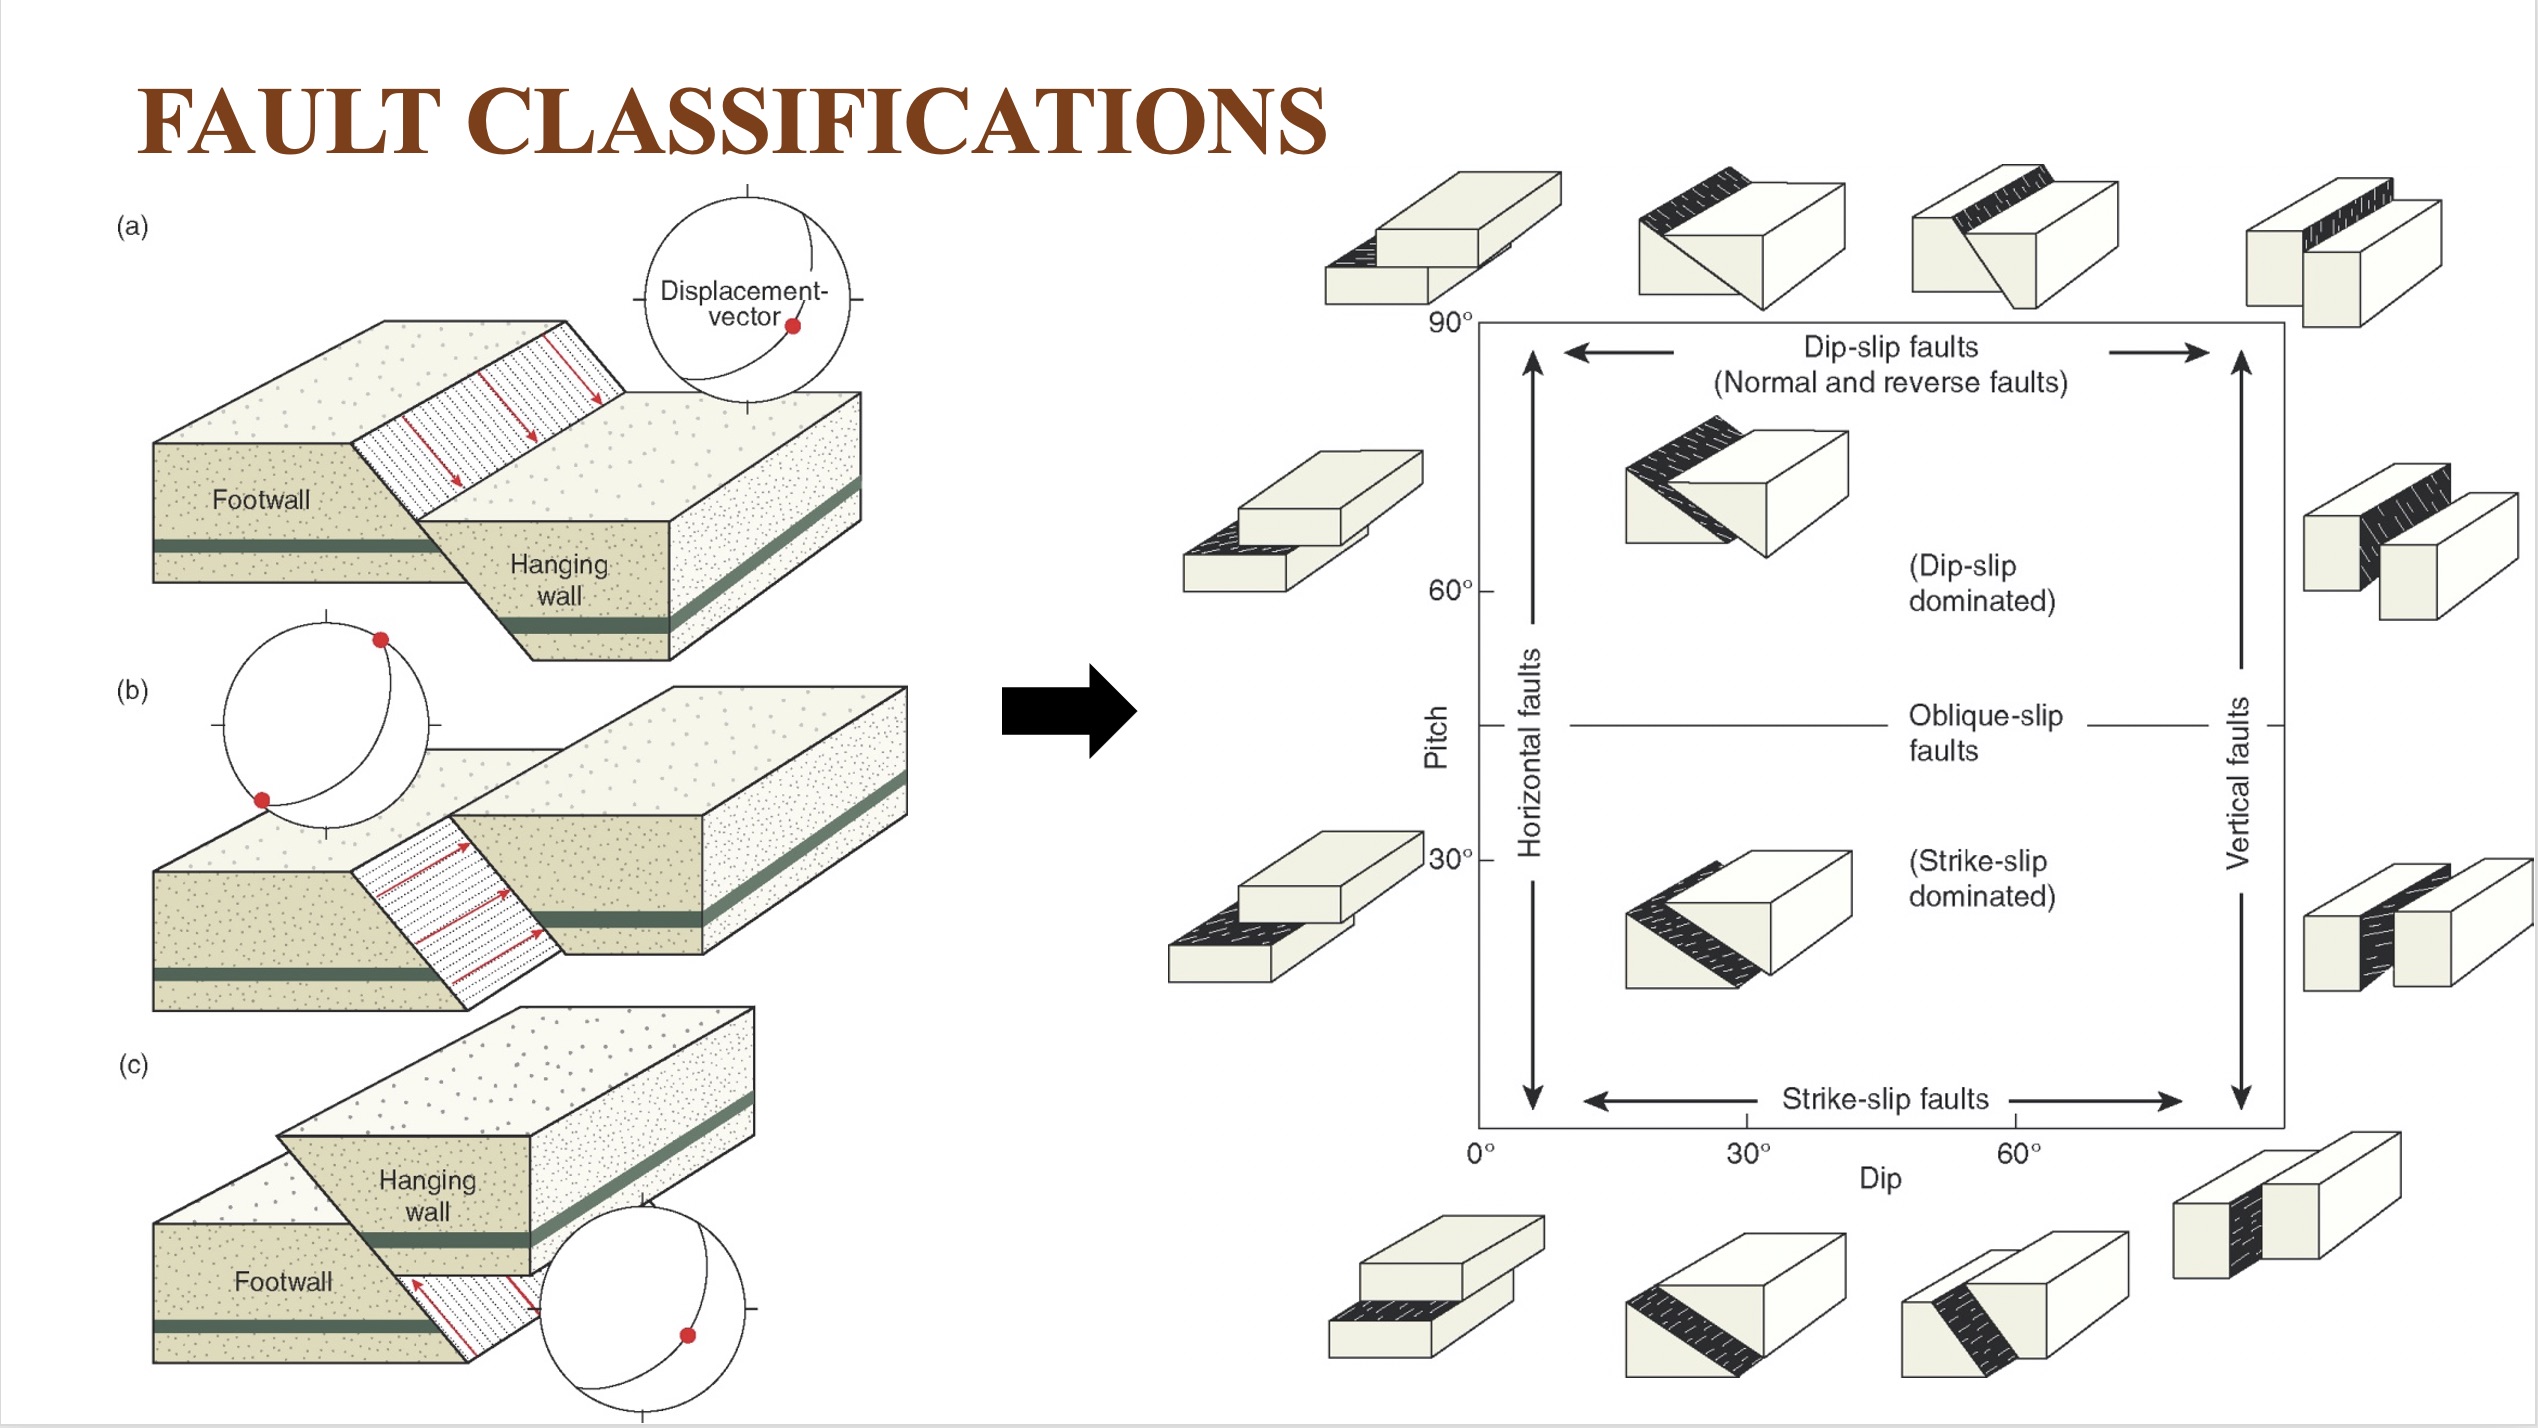 FAULT CLASSIFICATIONS
(a)
Displacement-
vector
Footwall
Hanging
wall
(b)
(c)
Hanging
wall
Footwall
90°
Dip-slip faults
(Normal and reverse faults)
(Dip-slip
dominated)
60°
Horizontal faults
Pitch
Oblique-slip
faults
Vertical faults
30°
(Strike-slip
dominated)
Strike-slip faults
0°
30°
60°
Dip